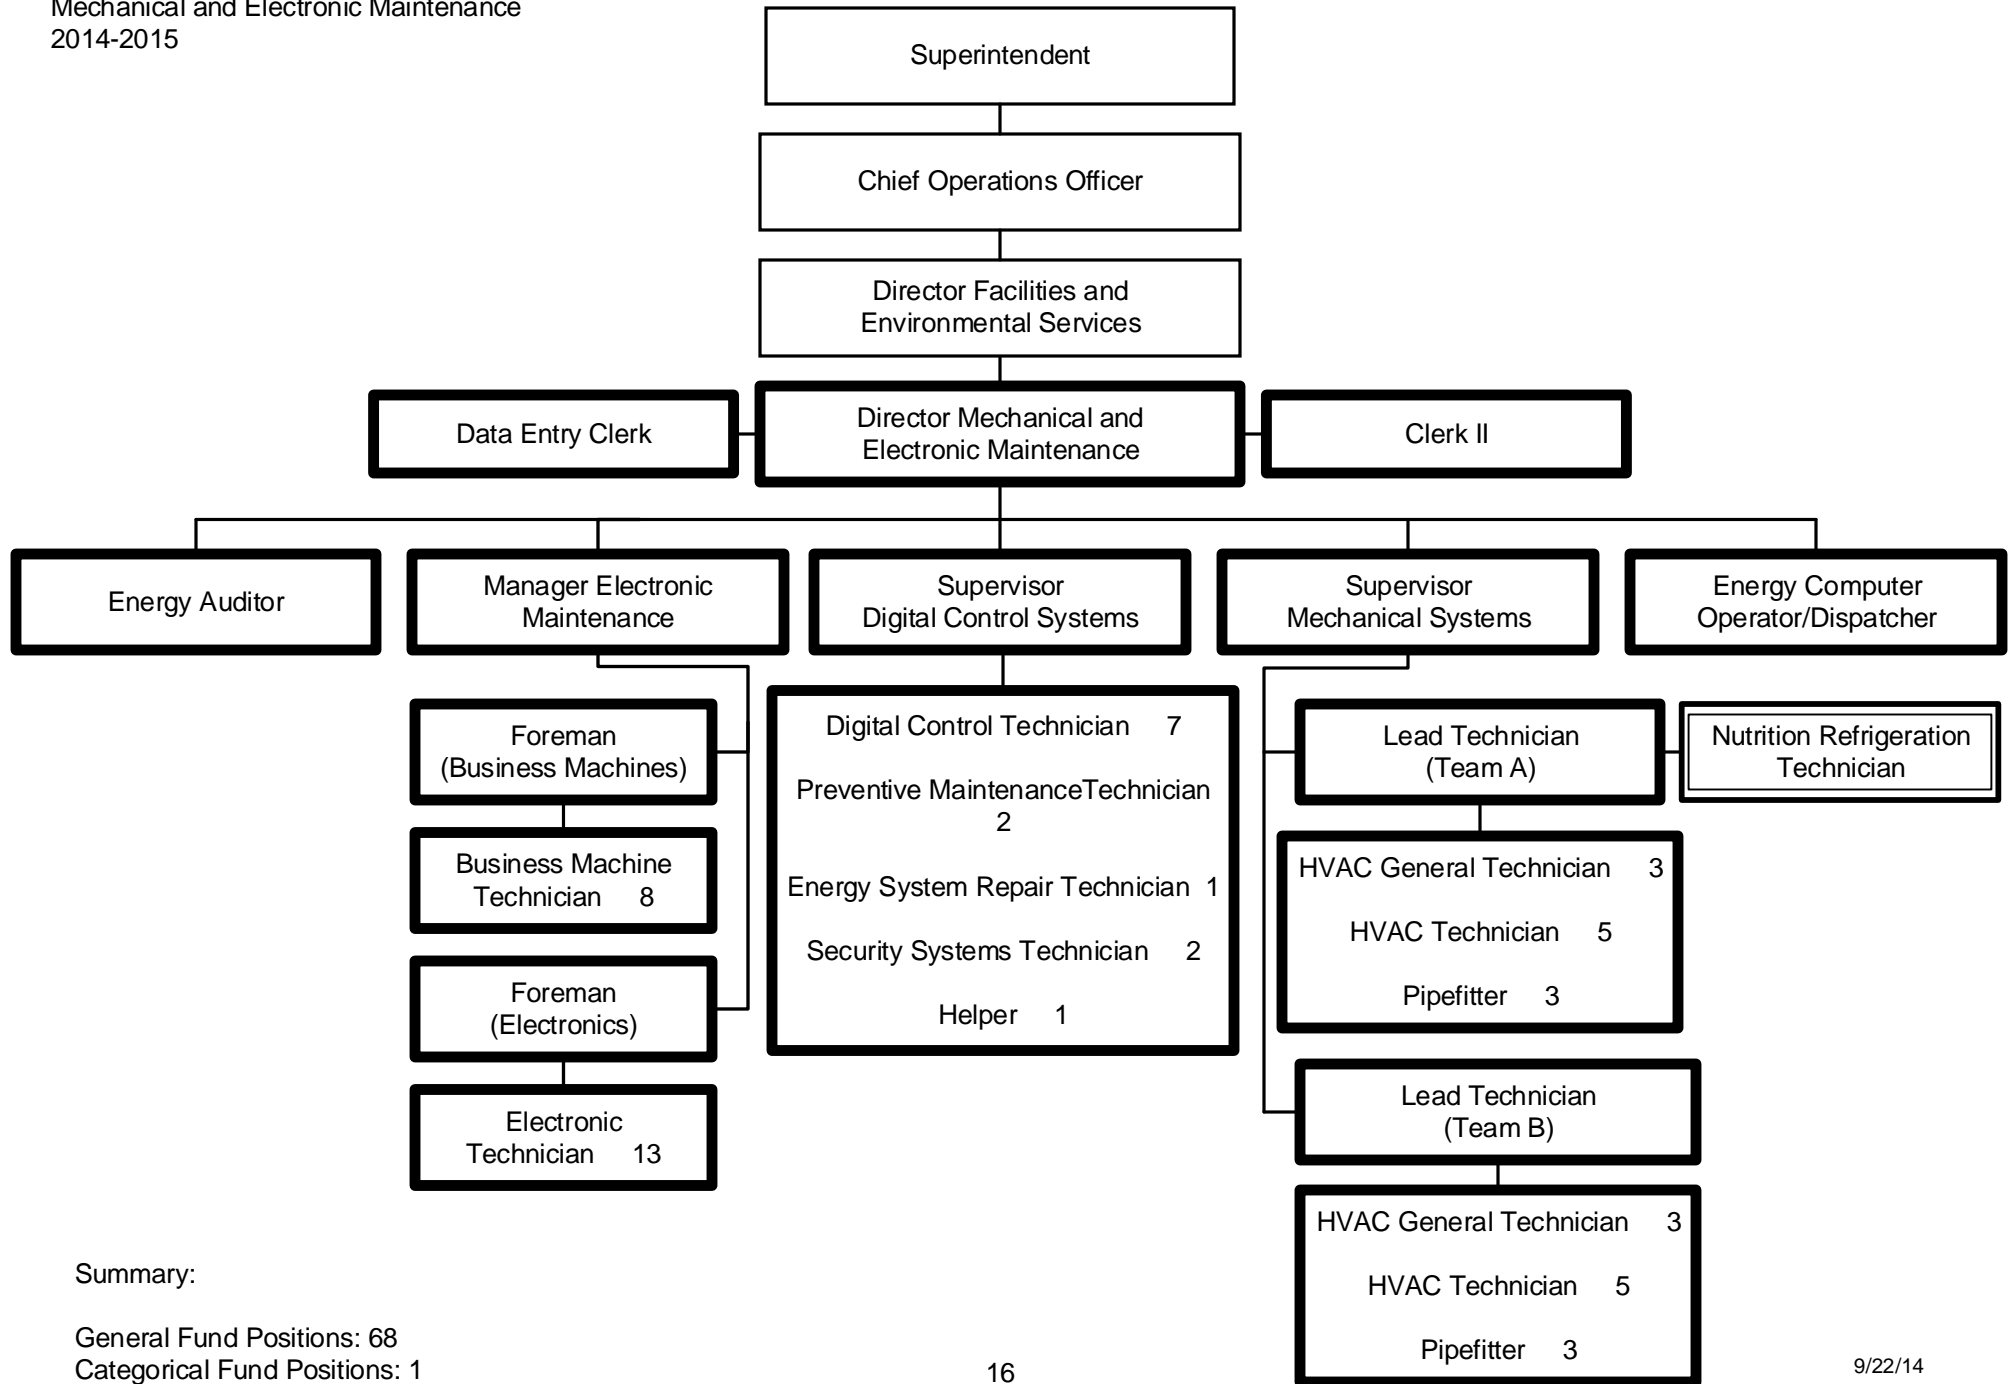 Mechanical and Electronic Maintenance
2014-2015
Superintendent
Chief Operations Officer
Director Facilities and
Environmental Services
Data Entry Clerk
Director Mechanical and
Electronic Maintenance
Clerk II
Energy Auditor
Manager Electronic
Maintenance
Supervisor
Digital Control Systems
Supervisor
Mechanical Systems
Energy Computer
Operator/Dispatcher
Foreman
(Business Machines)
Business Machine
Technician 8
Foreman
(Electronics)
Electronic
Technician 13
Digital Control Technician 7
Preventive MaintenanceTechnician
2
Energy System Repair Technician 1
Security Systems Technician 2
Helper 1
Lead Technician
(Team A)
Nutrition Refrigeration
Technician
HVAC General Technician 3
HVAC Technician 5
Pipefitter 3
Lead Technician
(Team B)
HVAC General Technician 3
HVAC Technician 5
Pipefitter 3
Summary:
General Fund Positions: 68
Categorical Fund Positions: 1
16
9/22/14